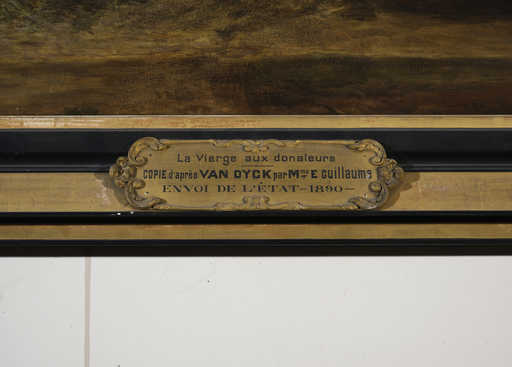 La Vierge aux donateurs
COPIE d'après VAN DYCK par Mme E Guillaume
ENVOI DE L'ÉTAT-1890-